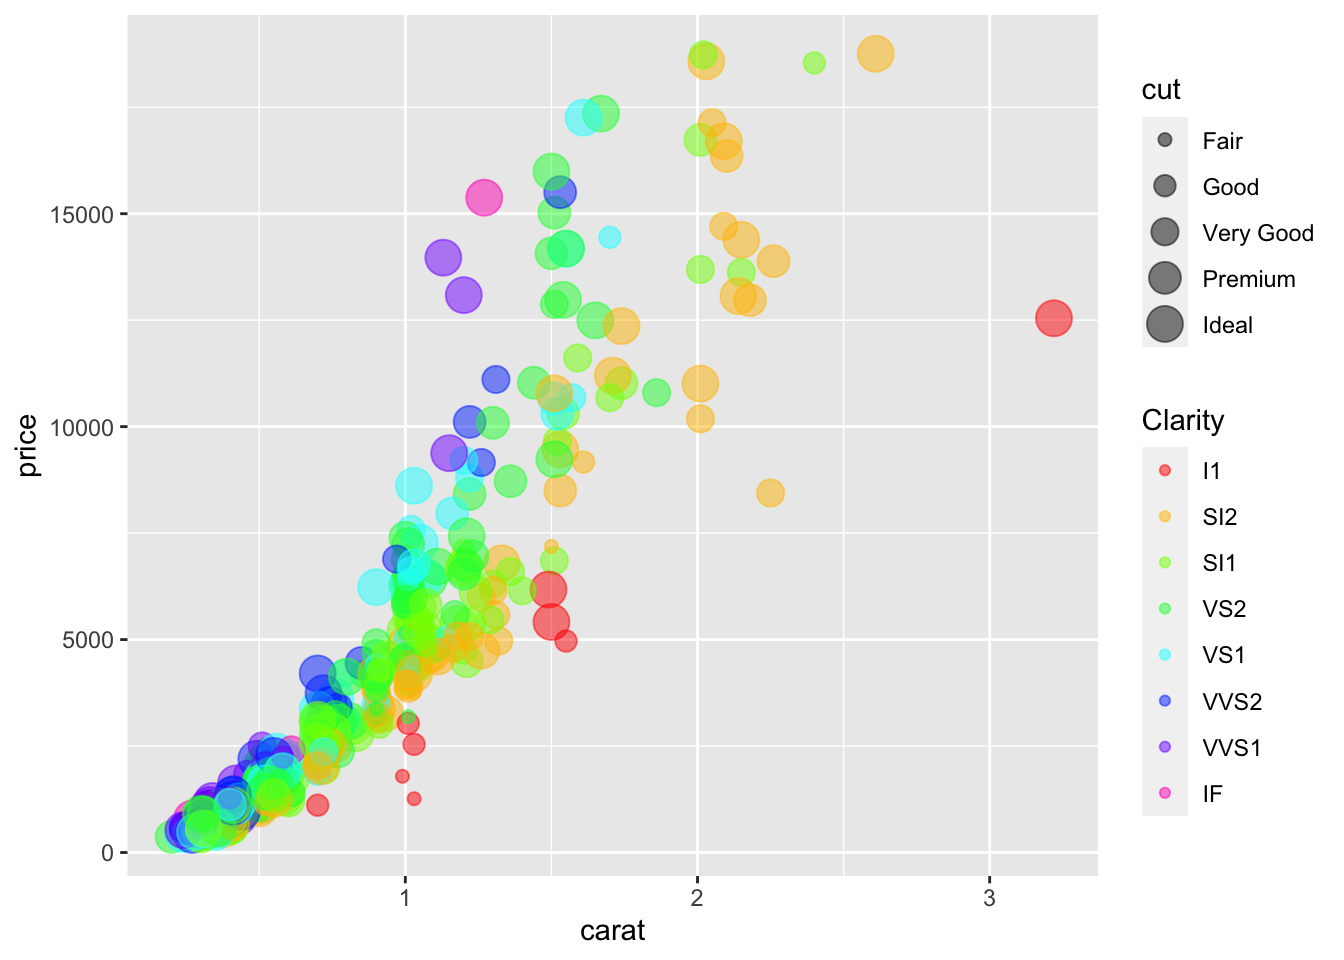 cut
Fair
Good
Very Good
Premium
Ideal
Clarity
I1
SI2
SI1
VS2
VS1
VVS2
VVS1
IF
price
15000
10000
5000
0
1 2 3
carat